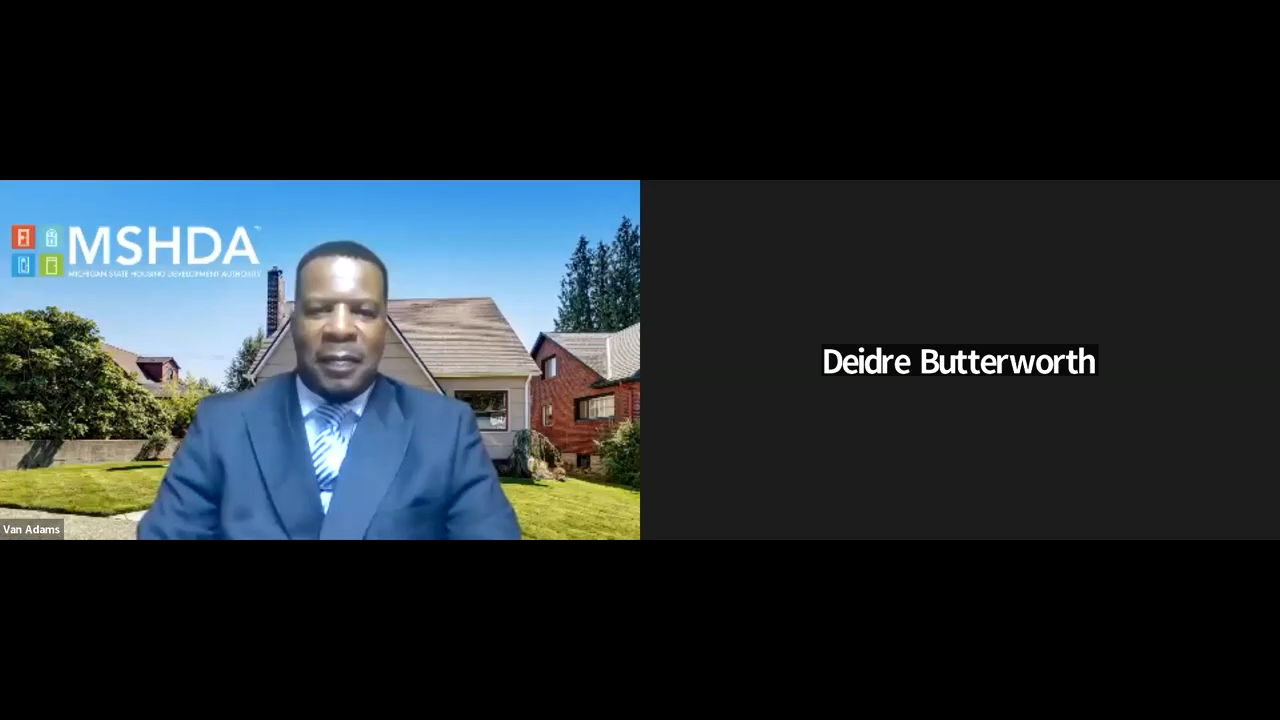 MSHDA
MICHIGAN STATE HOUSING DEVELOPMENT AUTHORITY
Van Adams
Deidre Butterworth